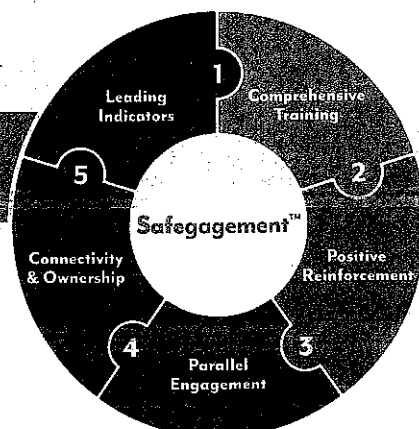 1
Comprehensive
Training
2
Positive
Reinforcement
3
Parallel
Engagement
4
Connectivity
& Ownership
5
Leading
Indicators
Safegagement™